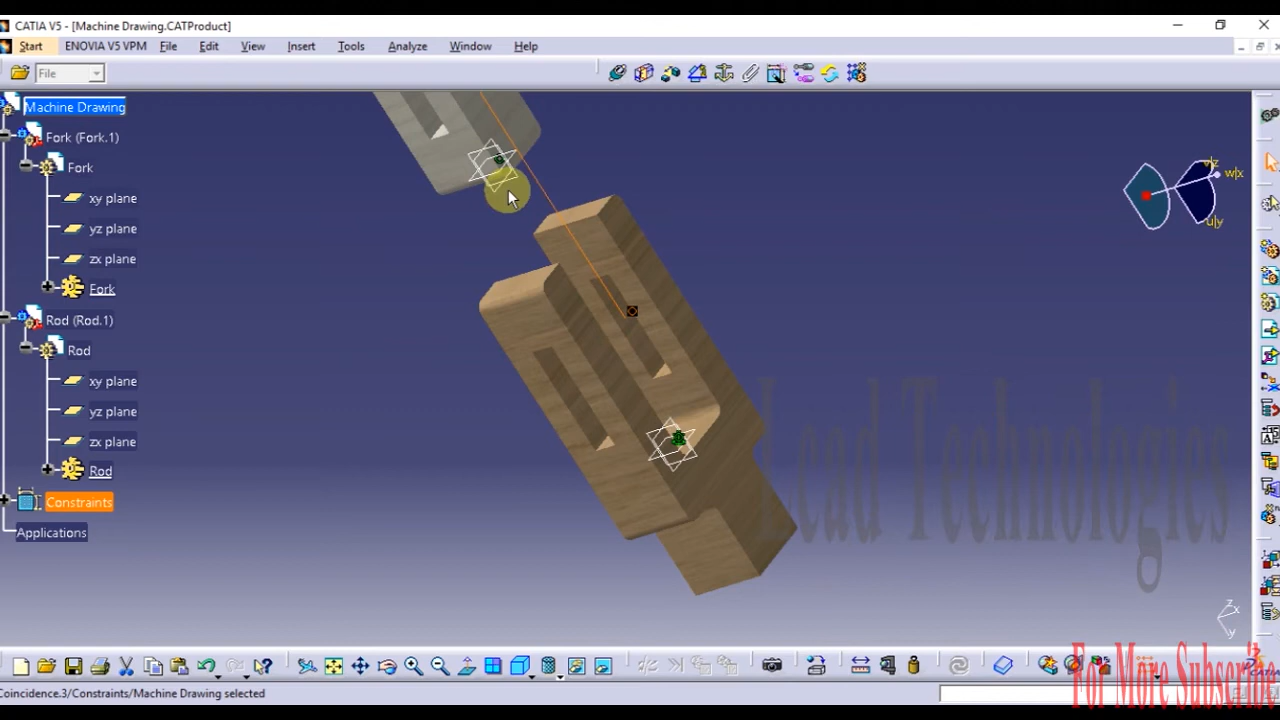 CATIA V5 - [Machine Drawing.CATProduct]
Start ENOVIA V5 VPM File Edit View Insert Tools Analyze Window Help
File
Machine Drawing
Fork (Fork.1)
Fork
xy plane
yz plane
zx plane
Fork
Rod (Rod.1)
Rod
xy plane
yz plane
zx plane
Rod
Constraints
Applications
v|z
w|x
u|y
Lead Technologies
z
x
y
For More Subscribe
Coincidence.3/Constraints/Machine Drawing selected